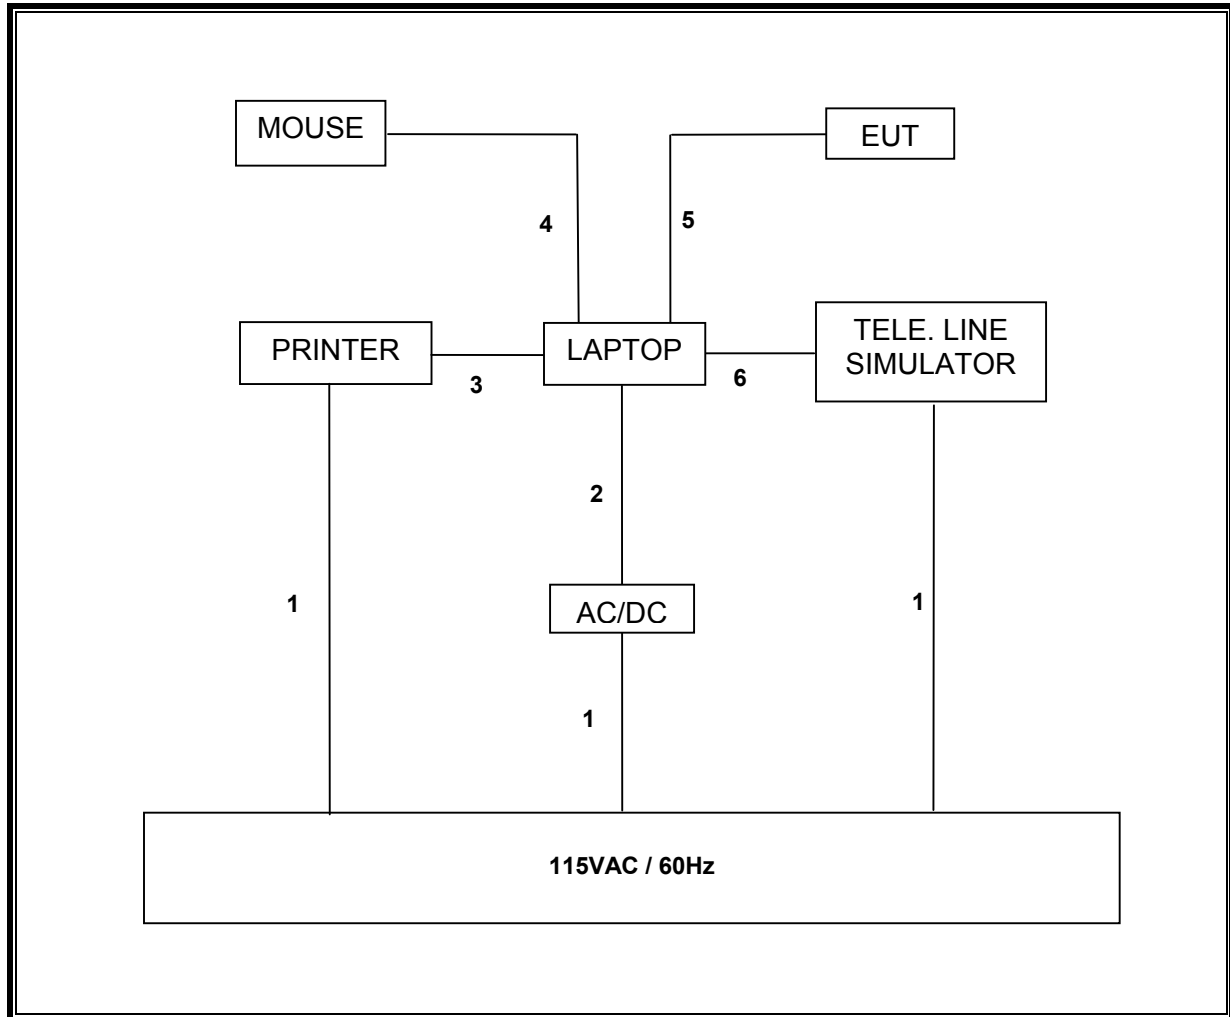 MOUSE
EUT
4
5
PRINTER
LAPTOP
TELE. LINE
SIMULATOR
3
6
2
1
AC/DC
1
1
115VAC / 60Hz